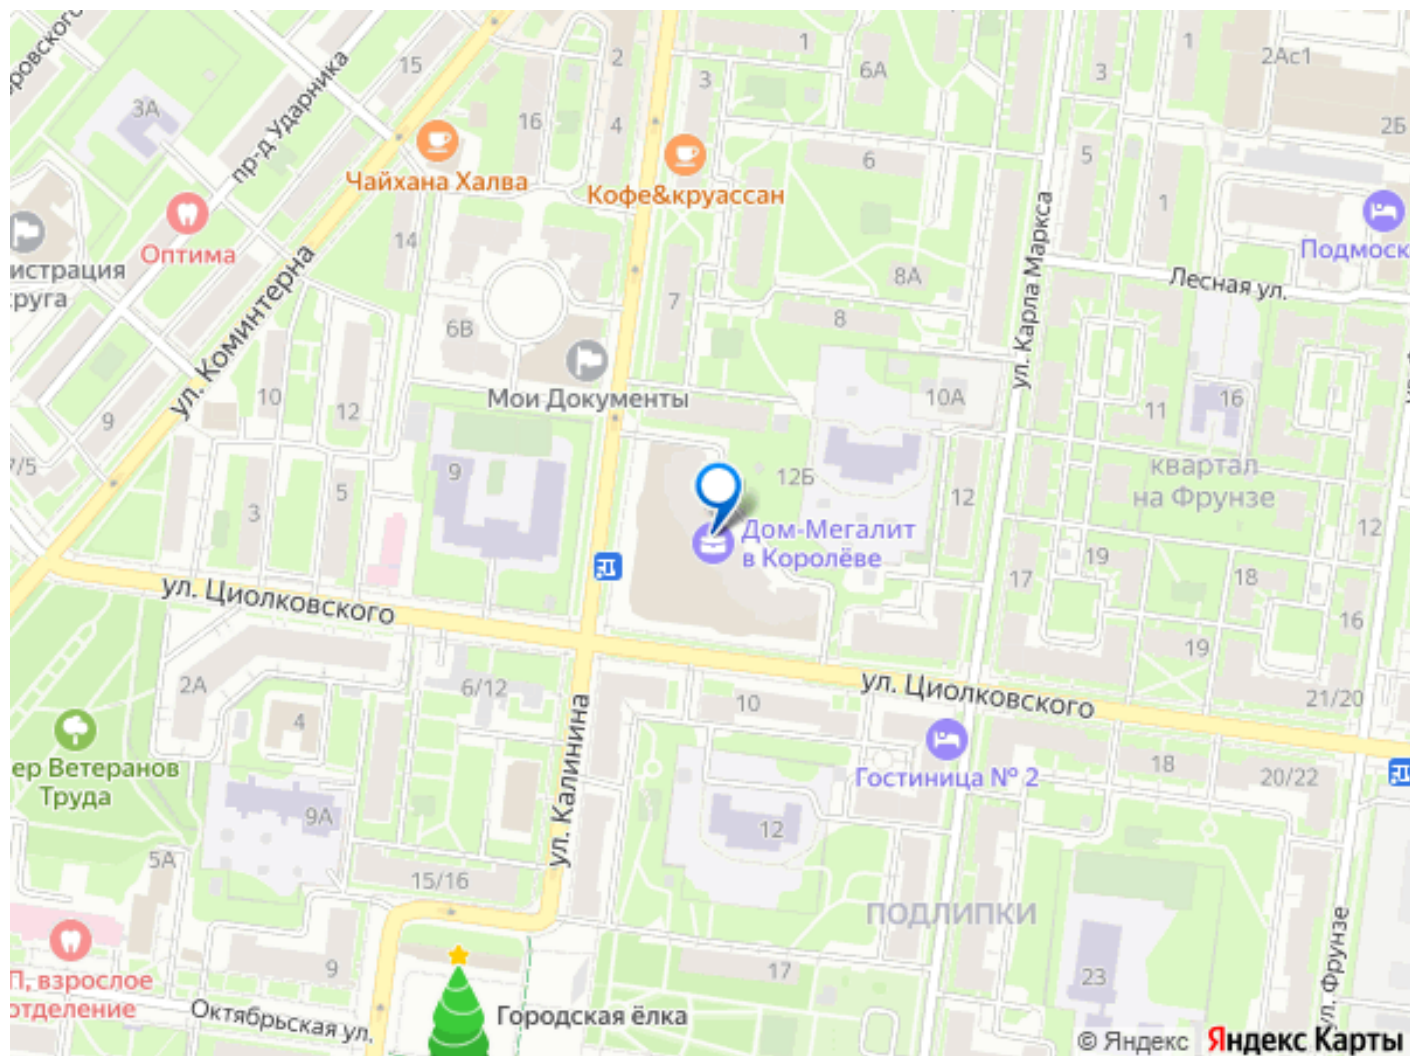 15
2
1
1
2Ас1
6А
3
3
3А
пр-д Ударника
16
4
2Б
5
6
Чайхана Халва
Кофе&круассан
1
ул. Карла Маркса
Оптима
14
Подмоск
истрация
руга
8А
Лесная ул.
7
8
6В
ул. Коминтерна
Мои Документы
10
12
10А
16
11
9
7/5
9
12Б
квартал
на Фрунзе
5
3
12
12
Дом-Мегалит
в Королёве
19
17
18
ул. Циолковского
16
19
2А
6/12
ул. Циолковского
21/20
10
4
ул. Калинина
Гостиница № 2
18
20/22
ер Ветеранов
Труда
9А
12
5А
15/16
ПОДЛИПКИ
ул. Фрунзе
9
17
23
П, взрослое
отделение
Октябрьская ул.
Городская ёлка
© Яндекс Яндекс Карты